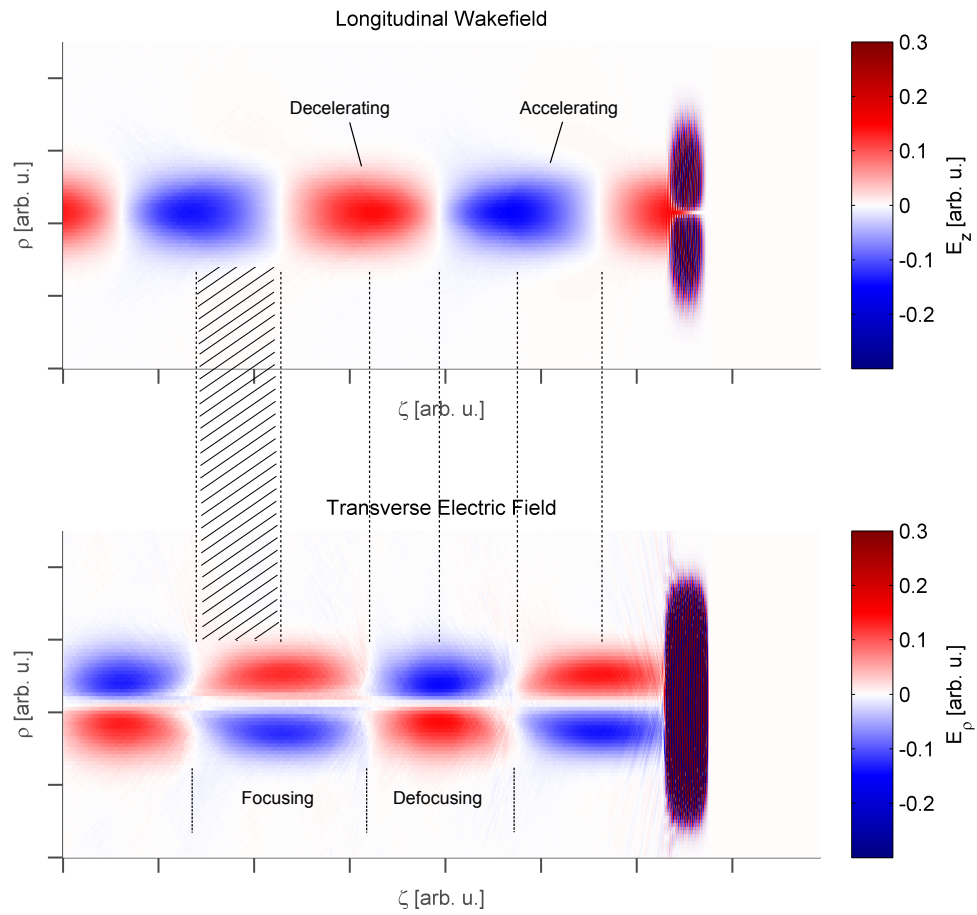 Longitudinal Wakefield
Decelerating
Accelerating
ρ [arb. u.]
ζ [arb. u.]
0.3
0.2
0.1
0
-0.1
-0.2
E_z [arb. u.]
Transverse Electric Field
ρ [arb. u.]
Focusing
Defocusing
ζ [arb. u.]
0.3
0.2
0.1
0
-0.1
-0.2
E_ρ [arb. u.]